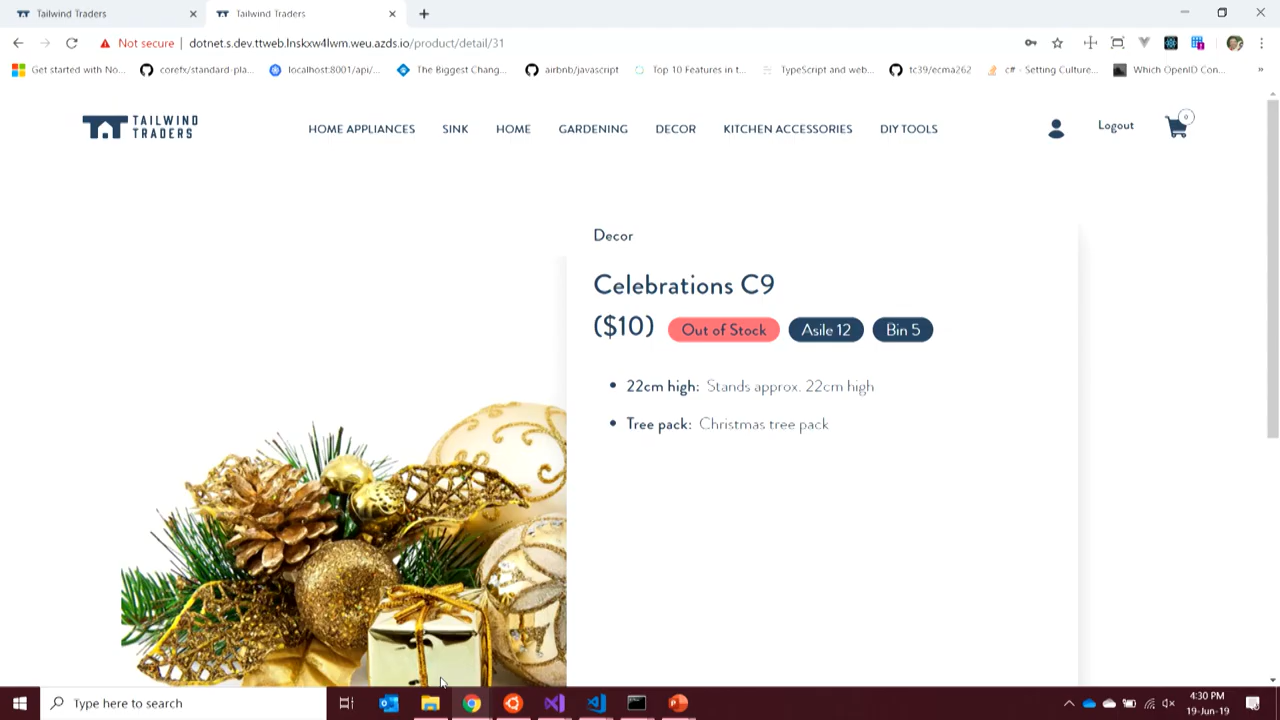 Tailwind Traders
Tailwind Traders
Not secure | dotnet.s.dev.ttweb.lnskxw4lwm.weu.azds.io/product/detail/31
Get started with No...
corefx/standard-pla...
localhost:8001/api/...
The Biggest Chang...
airbnb/javascript
Top 10 Features in t...
TypeScript and web...
tc39/ecma262
c# - Setting Culture...
Which OpenID Con...
»
TAILWIND
TRADERS
HOME APPLIANCES
SINK
HOME
GARDENING
DECOR
KITCHEN ACCESSORIES
DIY TOOLS
Logout
0
Decor
Celebrations C9
($10) Out of Stock Asile 12 Bin 5
• 22cm high: Stands approx. 22cm high
• Tree pack: Christmas tree pack
Type here to search
4:30 PM
19-Jun-19